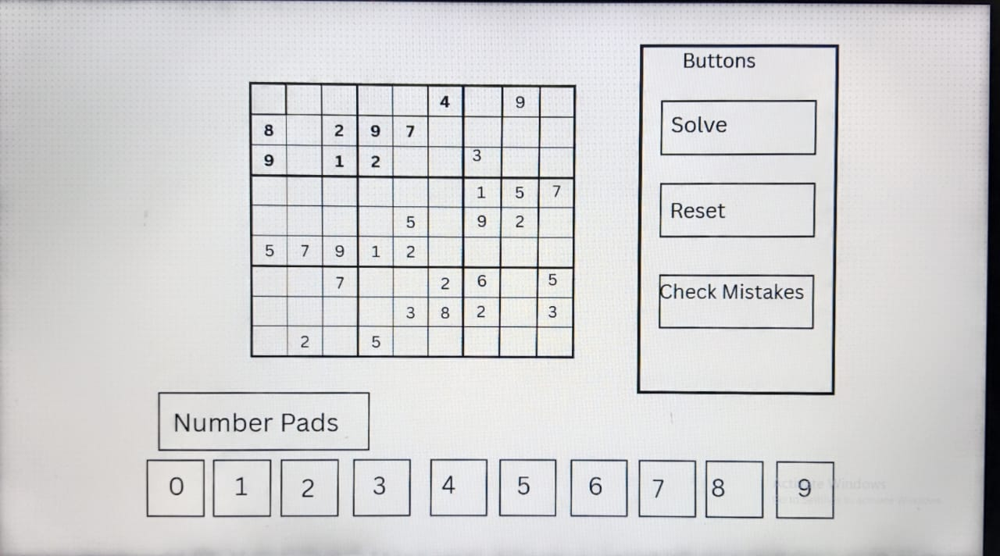 Buttons
4 9
Solve
8 2 9 7
9 1 2 3
1 5 7
Reset
5 9 2
5 7 9 1 2
7 2 6 5
Check Mistakes
3 8 2 3
2 5
Number Pads
0 1 2 3 4 5 6 7 8 9
Activate Windows